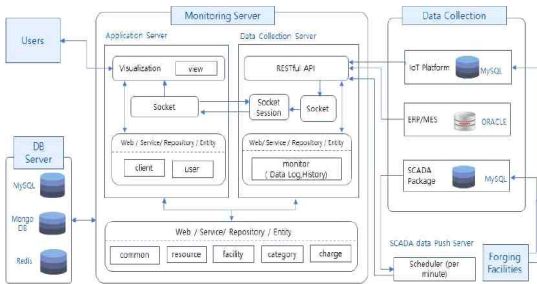 Monitoring Server
Data Collection
Users
Application Server
Data Collection Server
Visualization
view
RESTful API
IoT Platform
MySQL
Socket
Socket
Session
Socket
ERP/MES
ORACLE
DB
Server
Web / Service/ Repository / Entity
client
user
Web/ Service/ Repository / Entity
monitor
( Data Log,History)
SCADA
Package
MySQL
MySQL
Mongo
DB
Redis
Web / Service/ Repository / Entity
common
resource
facility
category
charge
SCADA data Push Server
Scheduler (per
minute)
Forging
Facilities